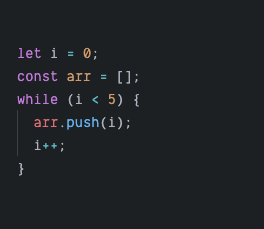 let i = 0;
const arr = [];
while (i < 5) {
  arr.push(i);
  i++;
}